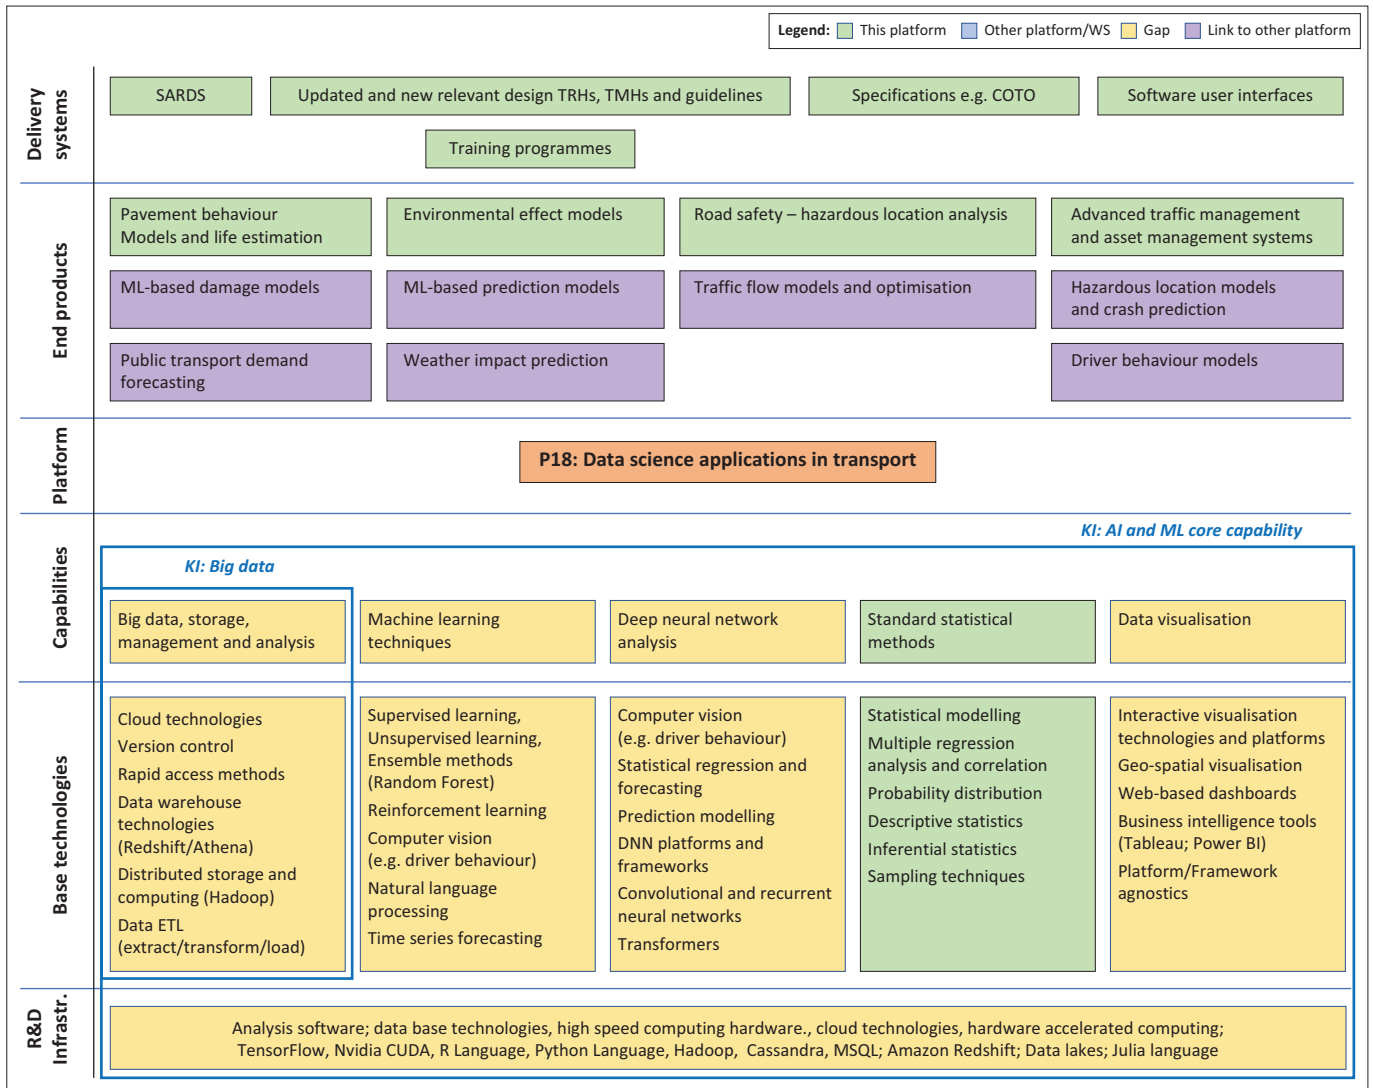 Legend: This platform Other platform/WS Gap Link to other platform
Delivery
systems
SARDS
Updated and new relevant design TRHs, TMHs and guidelines
Specifications e.g. COTO
Software user interfaces
Training programmes
End products
Pavement behaviour
Models and life estimation
Environmental effect models
Road safety – hazardous location analysis
Advanced traffic management
and asset management systems
ML-based damage models
ML-based prediction models
Traffic flow models and optimisation
Hazardous location models
and crash prediction
Public transport demand
forecasting
Weather impact prediction
Driver behaviour models
Platform
P18: Data science applications in transport
Capabilities
KI: AI and ML core capability
KI: Big data
Big data, storage,
management and analysis
Machine learning
techniques
Deep neural network
analysis
Standard statistical
methods
Data visualisation
Base technologies
Cloud technologies
Version control
Rapid access methods
Data warehouse
technologies
(Redshift/Athena)
Distributed storage and
computing (Hadoop)
Data ETL
(extract/transform/load)
Supervised learning,
Unsupervised learning,
Ensemble methods
(Random Forest)
Reinforcement learning
Computer vision
(e.g. driver behaviour)
Natural language
processing
Time series forecasting
Computer vision
(e.g. driver behaviour)
Statistical regression and
forecasting
Prediction modelling
DNN platforms and
frameworks
Convolutional and recurrent
neural networks
Transformers
Statistical modelling
Multiple regression
analysis and correlation
Probability distribution
Descriptive statistics
Inferential statistics
Sampling techniques
Interactive visualisation
technologies and platforms
Geo-spatial visualisation
Web-based dashboards
Business intelligence tools
(Tableau; Power BI)
Platform/Framework
agnostics
R&D
Infrastr.
Analysis software; data base technologies, high speed computing hardware., cloud technologies, hardware accelerated computing;
TensorFlow, Nvidia CUDA, R Language, Python Language, Hadoop, Cassandra, MSQL; Amazon Redshift; Data lakes; Julia language